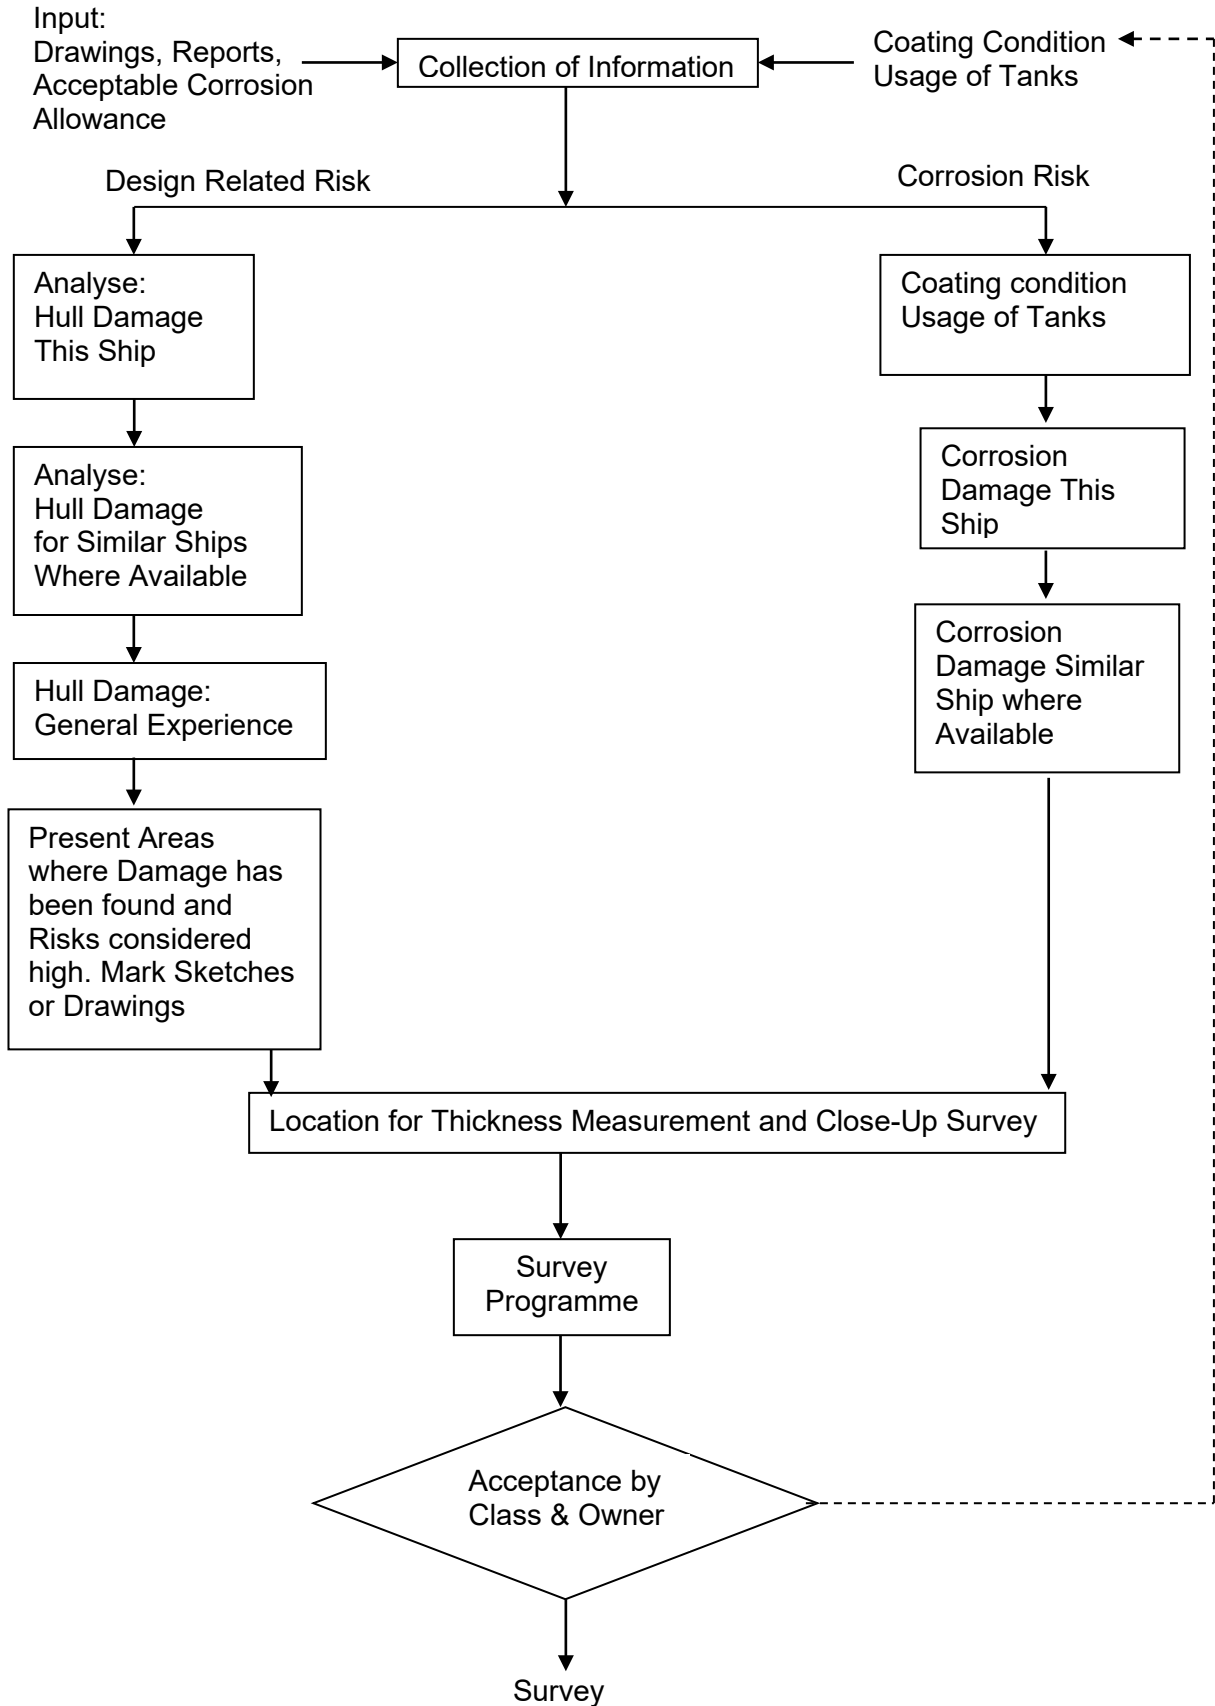 Input:
Drawings, Reports,
Acceptable Corrosion
Allowance
Collection of Information
Coating Condition
Usage of Tanks
Design Related Risk
Corrosion Risk
Analyse:
Hull Damage
This Ship
Analyse:
Hull Damage
for Similar Ships
Where Available
Hull Damage:
General Experience
Present Areas
where Damage has
been found and
Risks considered
high. Mark Sketches
or Drawings
Coating condition
Usage of Tanks
Corrosion
Damage This
Ship
Corrosion
Damage Similar
Ship where
Available
Location for Thickness Measurement and Close-Up Survey
Survey
Programme
Acceptance by
Class & Owner
Survey